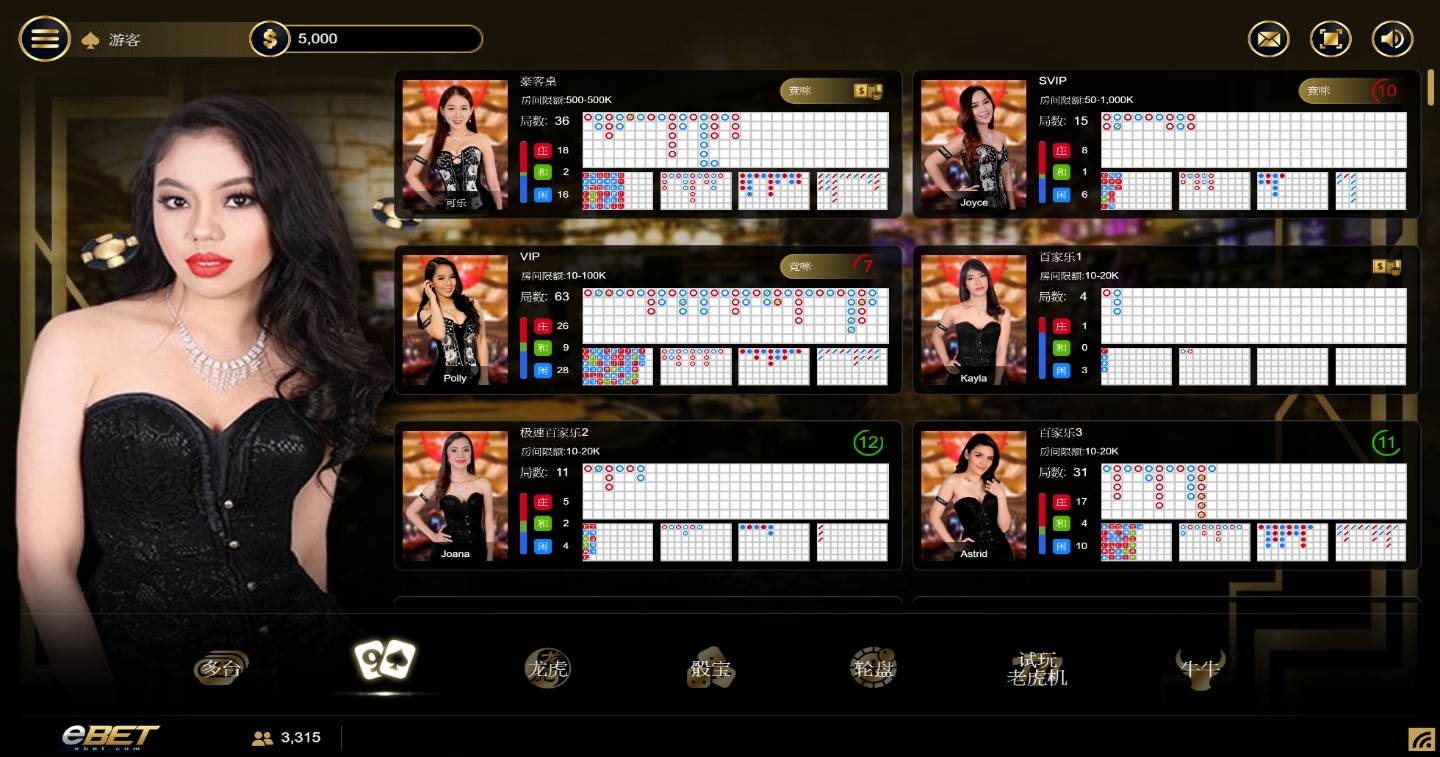 游客
$ 5,000
豪客桌
房间限额:500-500K
竞咪
局数: 36
庄 18
和 2
闲 16
可乐
SVIP
房间限额:50-1,000K
竞咪
10
局数: 15
庄 8
和 1
闲 6
Joyce
VIP
房间限额:10-100K
竞咪
7
局数: 63
庄 26
和 9
闲 28
Polly
百家乐1
房间限额:10-20K
局数: 4
庄 1
和 0
闲 3
Kayla
极速百家乐2
房间限额:10-20K
12
局数: 11
庄 5
和 2
闲 4
Joana
百家乐3
房间限额:10-20K
11
局数: 31
庄 17
和 4
闲 10
Astrid
多台
9
龙虎
骰宝
轮盘
试玩
老虎机
牛牛
eBET
ebet.com
3,315